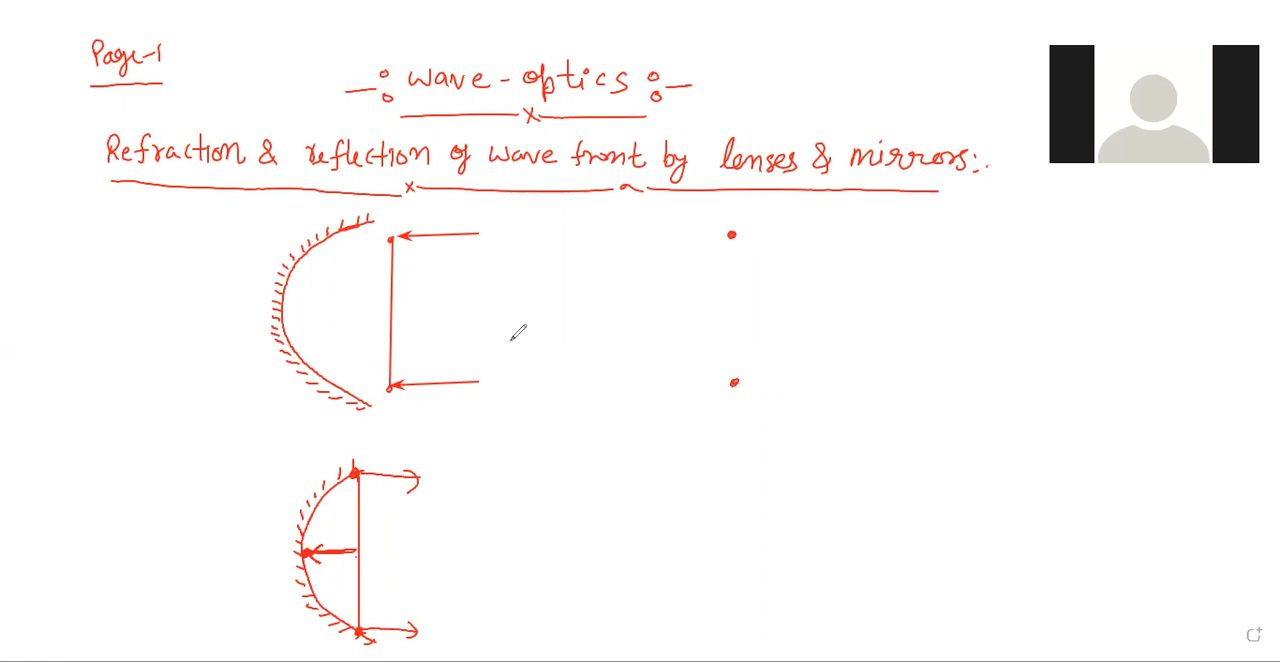 Page-1
wave-optics
Refraction & reflection of wave front by lenses & mirrors:.